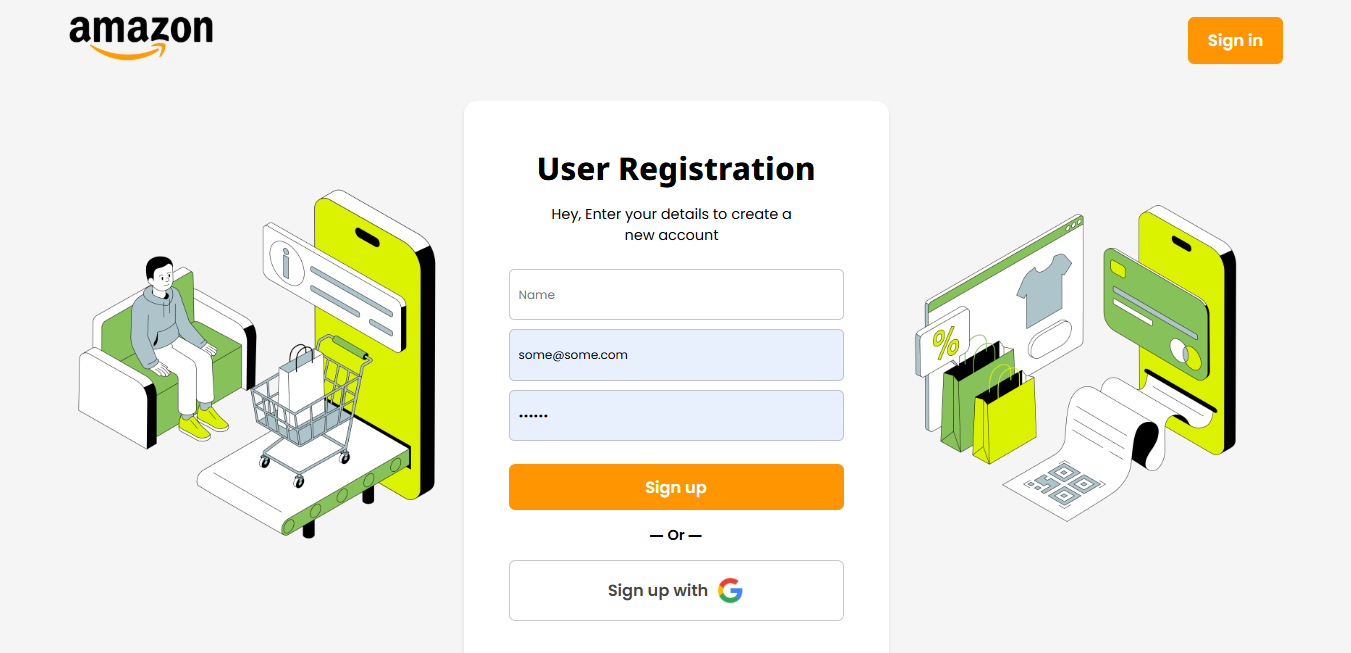 amazon
Sign in
User Registration
Hey, Enter your details to create a
new account
Name
some@some.com
••••••
Sign up
— Or —
Sign up with G
%
i